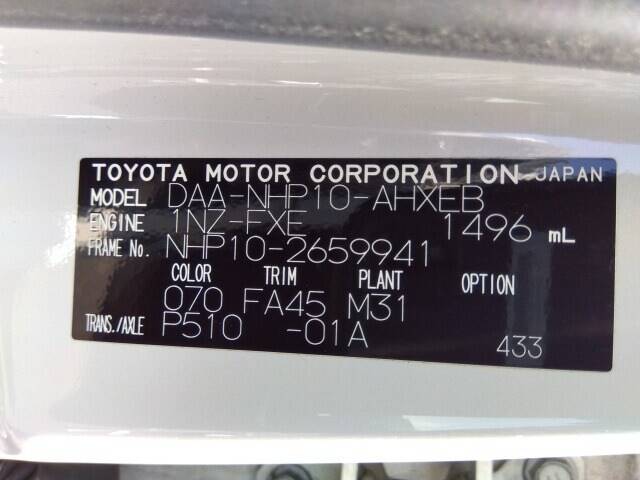 TOYOTA MOTOR CORPORATION JAPAN
MODEL DAA-NHP10-AHXEB
ENGINE 1NZ-FXE 1496 mL
FRAME No. NHP10-2659941
COLOR TRIM PLANT OPTION
070 FA45 M31
TRANS./AXLE P510 -01A
433